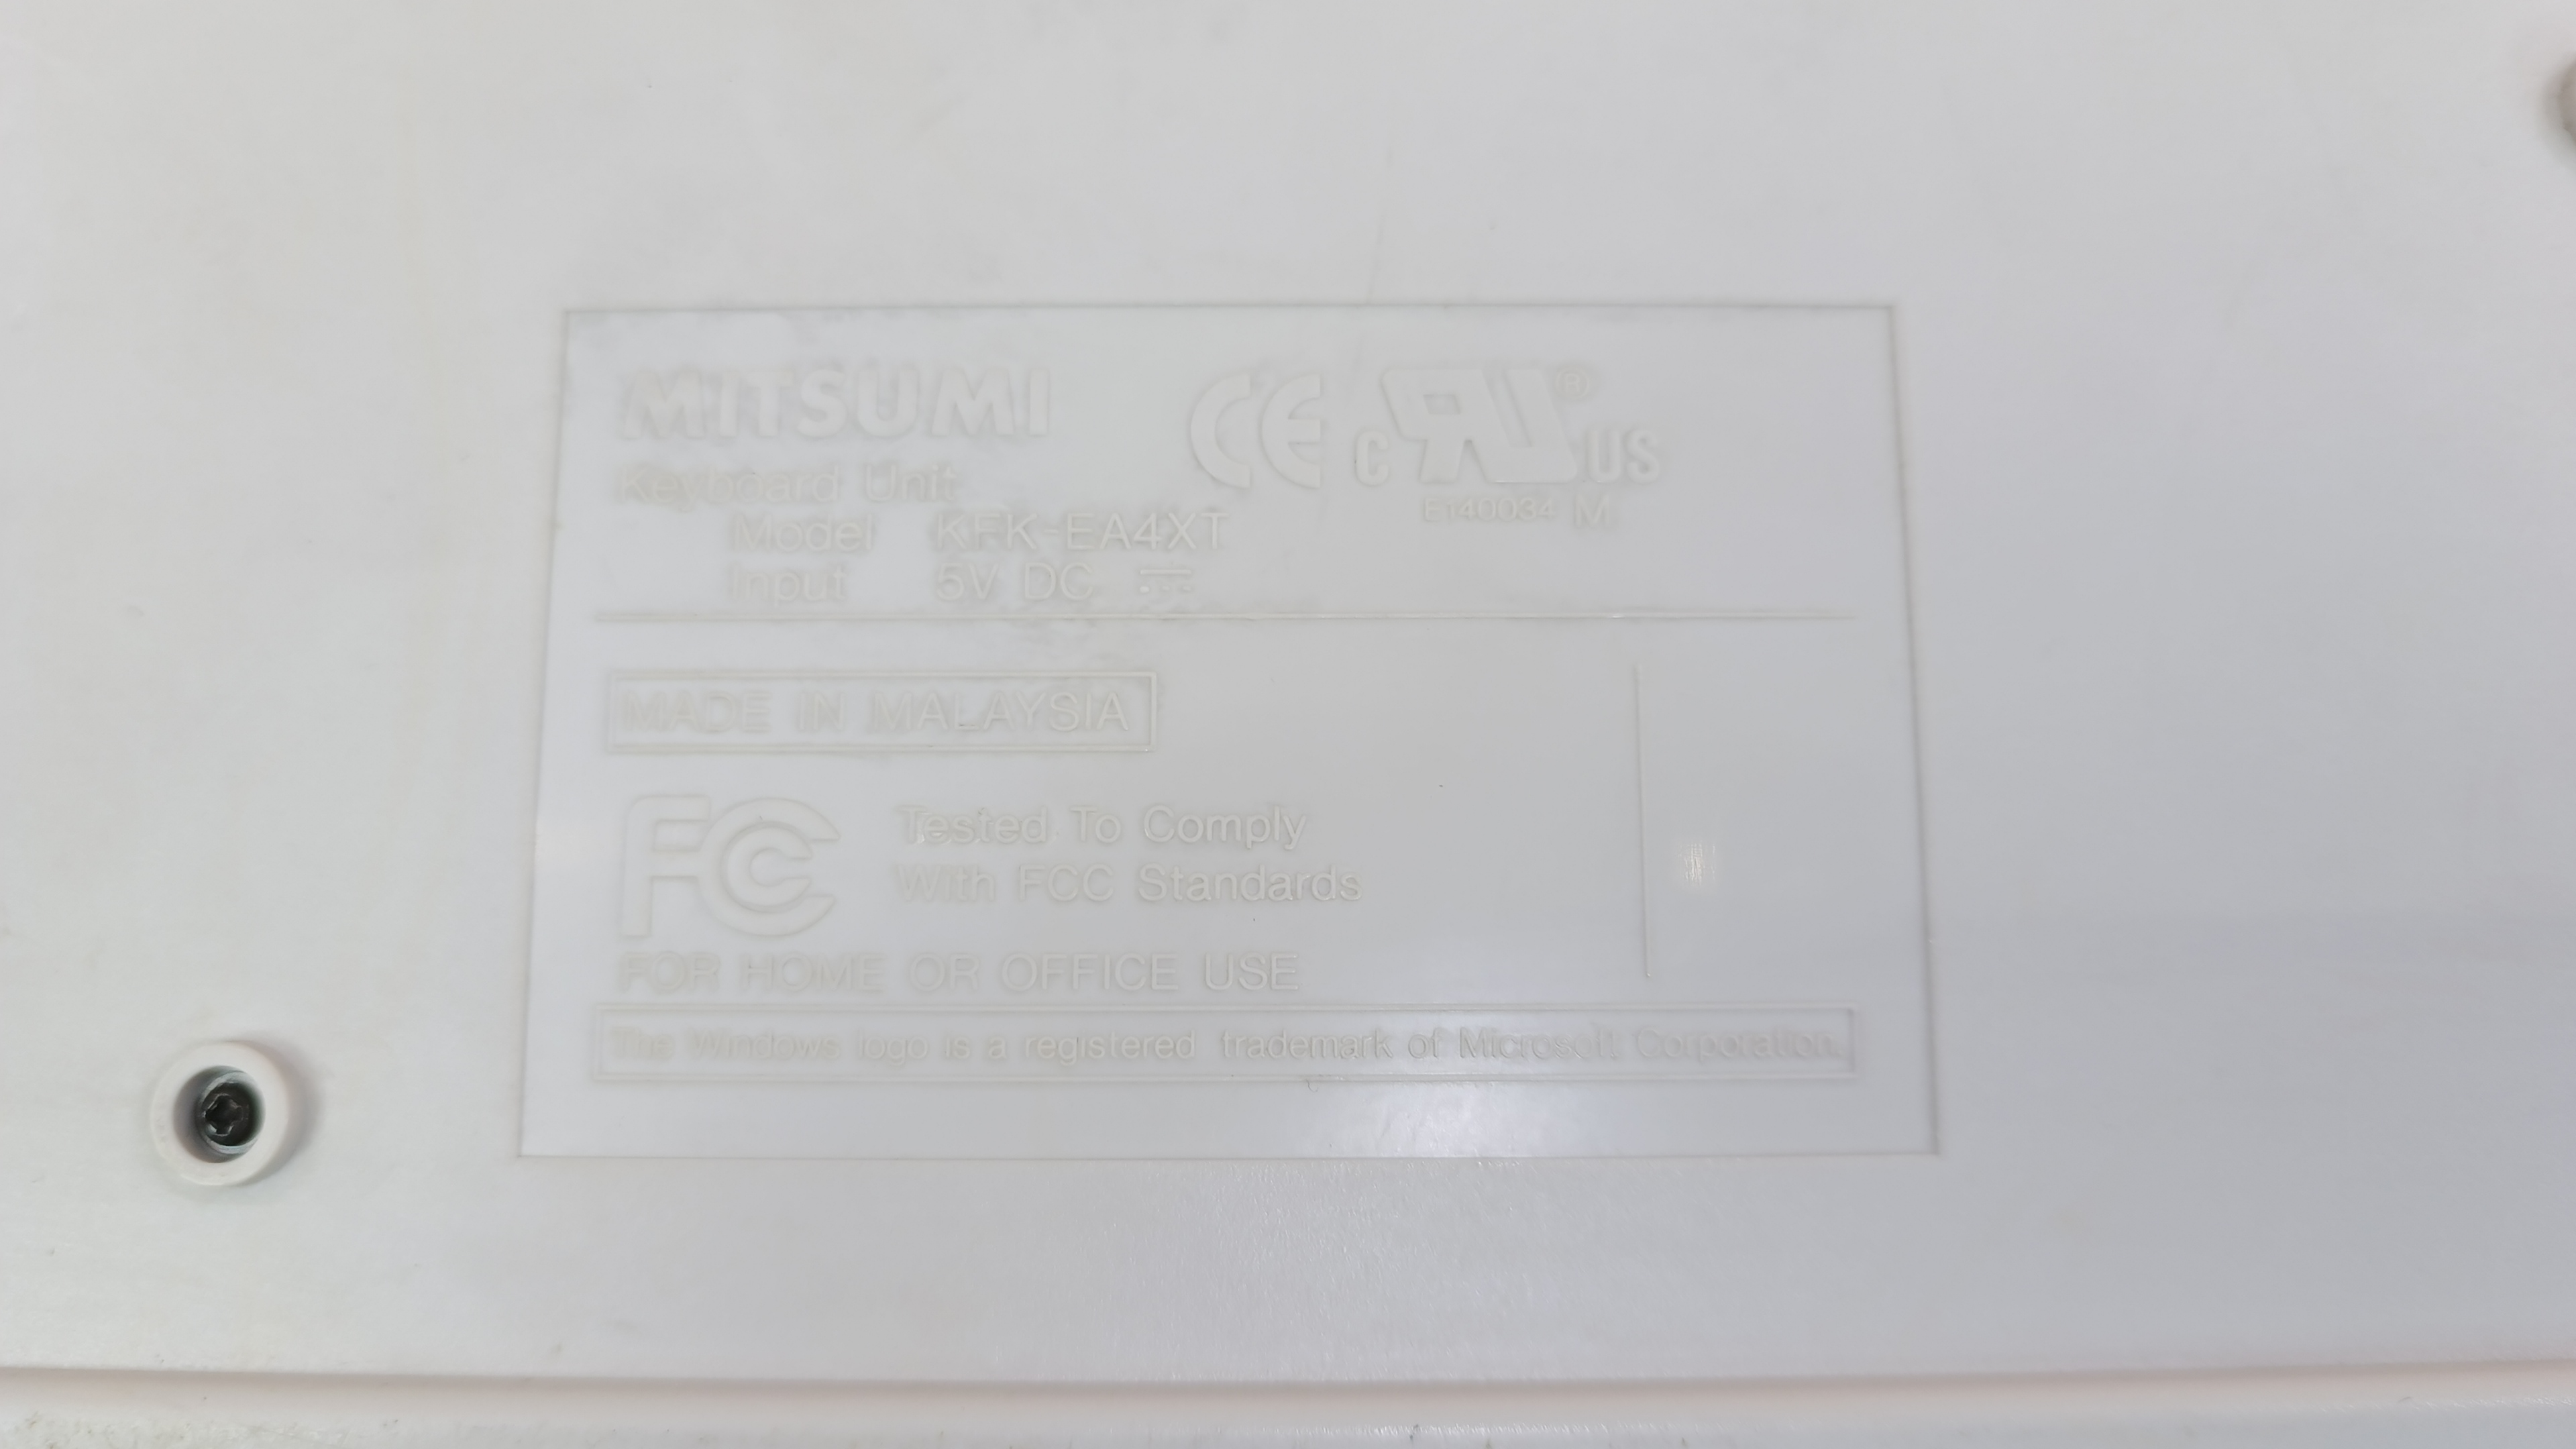 MITSUMI CE c RU ® US
Keyboard Unit E140034 M
Model KFK-EA4XT
Input 5V DC
MADE IN MALAYSIA
FC Tested To Comply
With FCC Standards
FOR HOME OR OFFICE USE
The Windows logo is a registered trademark of Microsoft Corporation.